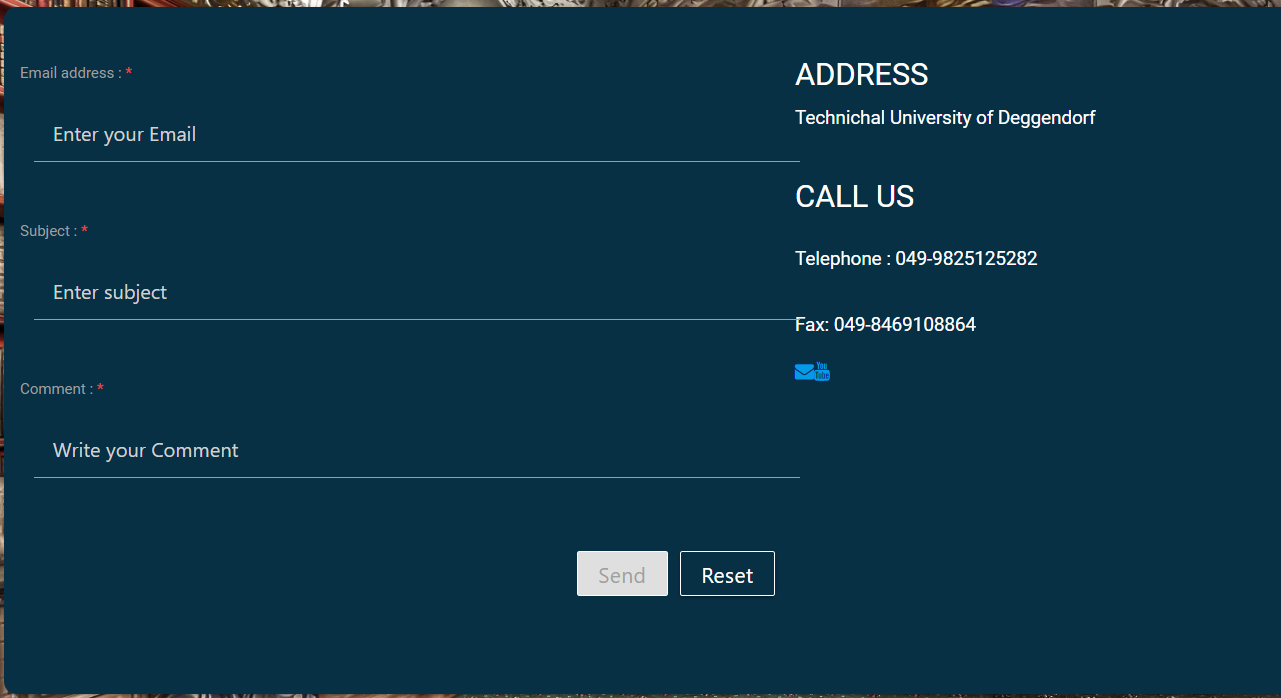 Email address : *
Enter your Email
Subject : *
Enter subject
Comment : *
Write your Comment
Send
Reset
ADDRESS
Technichal University of Deggendorf
CALL US
Telephone : 049-9825125282
Fax: 049-8469108864
You
Tube